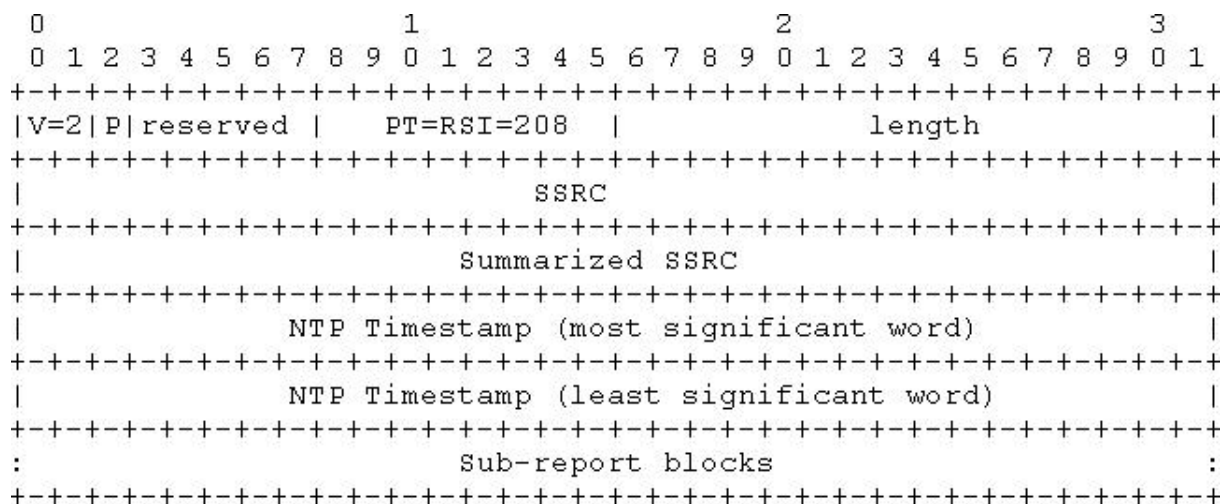 0                   1                   2                   3
 0 1 2 3 4 5 6 7 8 9 0 1 2 3 4 5 6 7 8 9 0 1 2 3 4 5 6 7 8 9 0 1
+-+-+-+-+-+-+-+-+-+-+-+-+-+-+-+-+-+-+-+-+-+-+-+-+-+-+-+-+-+-+-+-+
|V=2|P|reserved |   PT=RSI=208  |             length            |
+-+-+-+-+-+-+-+-+-+-+-+-+-+-+-+-+-+-+-+-+-+-+-+-+-+-+-+-+-+-+-+-+
|                           SSRC                                |
+-+-+-+-+-+-+-+-+-+-+-+-+-+-+-+-+-+-+-+-+-+-+-+-+-+-+-+-+-+-+-+-+
|                       Summarized SSRC                         |
+-+-+-+-+-+-+-+-+-+-+-+-+-+-+-+-+-+-+-+-+-+-+-+-+-+-+-+-+-+-+-+-+
|              NTP Timestamp (most significant word)            |
+-+-+-+-+-+-+-+-+-+-+-+-+-+-+-+-+-+-+-+-+-+-+-+-+-+-+-+-+-+-+-+-+
|              NTP Timestamp (least significant word)           |
+-+-+-+-+-+-+-+-+-+-+-+-+-+-+-+-+-+-+-+-+-+-+-+-+-+-+-+-+-+-+-+-+
:                       Sub-report blocks                       :
+-+-+-+-+-+-+-+-+-+-+-+-+-+-+-+-+-+-+-+-+-+-+-+-+-+-+-+-+-+-+-+-+